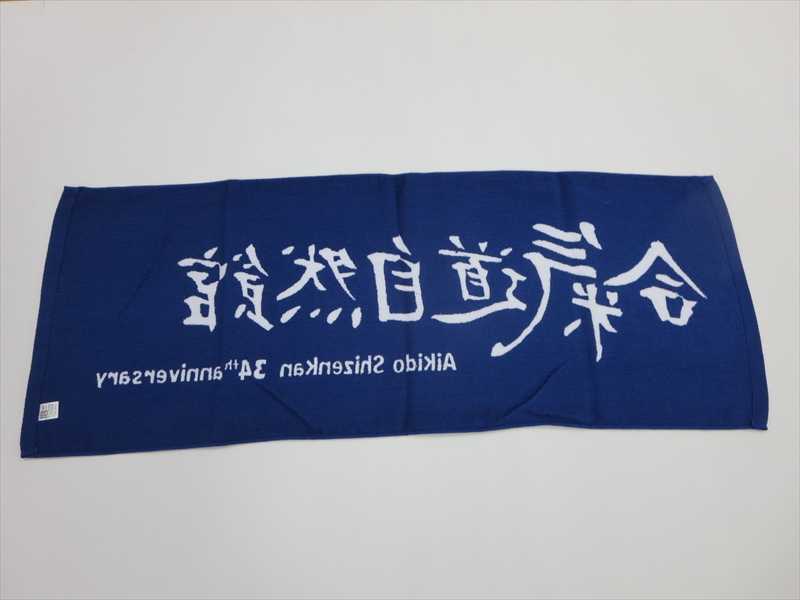 合氣道自然館
Aikido Shizenkan 34th anniversary